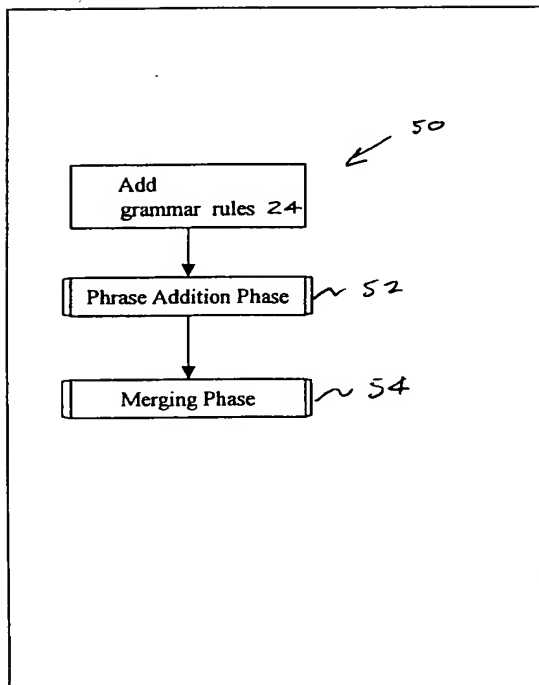 50
Add
grammar rules 24
Phrase Addition Phase 52
Merging Phase 54